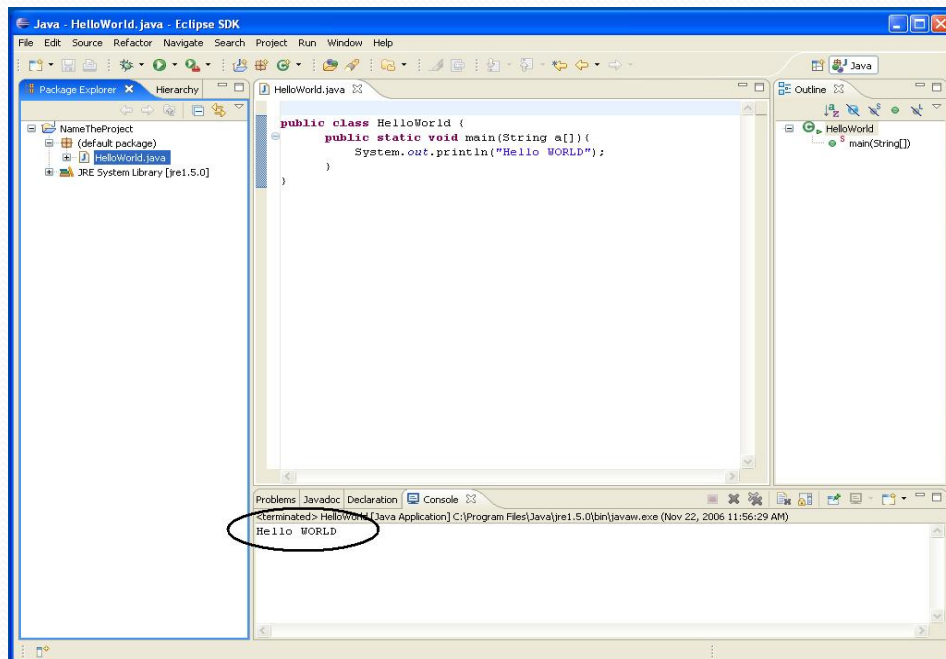 Java - HelloWorld.java - Eclipse SDK
File Edit Source Refactor Navigate Search Project Run Window Help
Java
Package Explorer Hierarchy
NameTheProject
(default package)
HelloWorld.java
JRE System Library [jre1.5.0]
HelloWorld.java
public class HelloWorld {
public static void main(String a[]){
System.out.println("Hello WORLD");
}
}
Outline
HelloWorld
main(String[])
Problems Javadoc Declaration Console
<terminated> HelloWorld [Java Application] C:\Program Files\Java\jre1.5.0\bin\javaw.exe (Nov 22, 2006 11:56:29 AM)
Hello WORLD